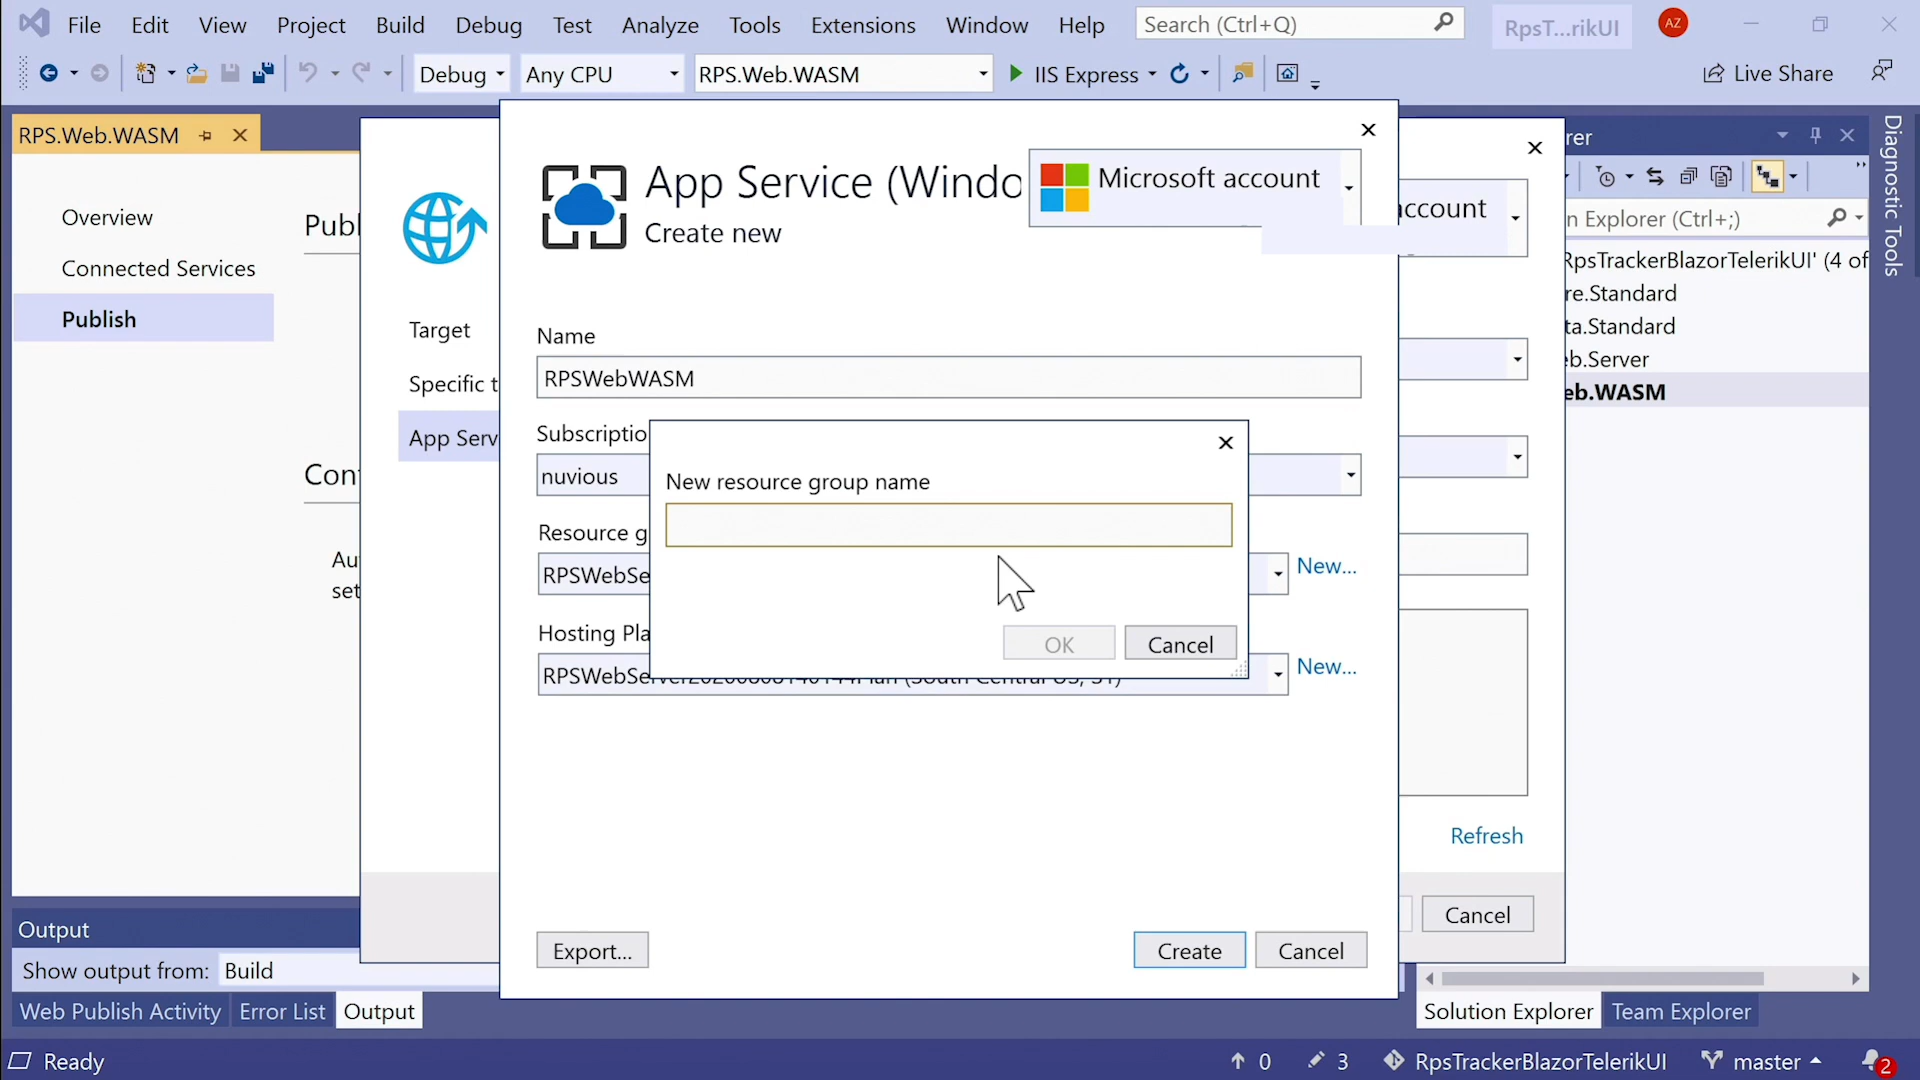 File Edit View Project Build Debug Test Analyze Tools Extensions Window Help Search (Ctrl+Q) RpsT...rikUI AZ
Debug Any CPU RPS.Web.WASM IIS Express Live Share
RPS.Web.WASM
Overview
Connected Services
Publish
Publ
Con
Au
set
Target
Specific t
App Serv
App Service (Windo
Create new
Microsoft account
account
Name
RPSWebWASM
Subscriptio
nuvious
Resource g
RPSWebSe
New...
Hosting Pla
New...
New resource group name
OK Cancel
Export... Create Cancel
Refresh
Cancel
rer
n Explorer (Ctrl+;)
RpsTrackerBlazorTelerikUI' (4 of
re.Standard
ta.Standard
eb.Server
eb.WASM
Diagnostic Tools
Output
Show output from: Build
Web Publish Activity Error List Output
Solution Explorer Team Explorer
Ready 0 3 RpsTrackerBlazorTelerikUI master 2